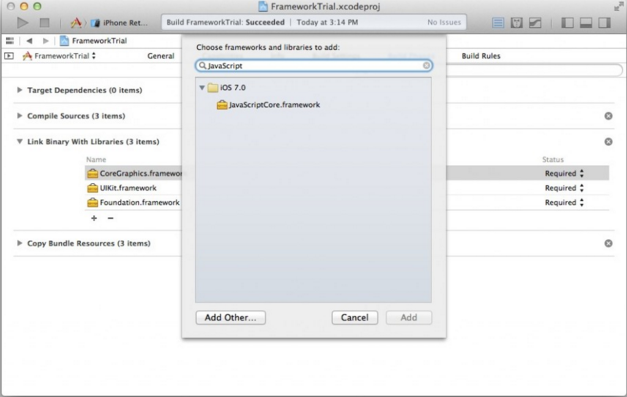 FrameworkTrial.xcodeproj
iPhone Ret...
Build FrameworkTrial: Succeeded | Today at 3:14 PM
No Issues
FrameworkTrial
FrameworkTrial
General
Build Rules
Choose frameworks and libraries to add:
JavaScript
iOS 7.0
JavaScriptCore.framework
Target Dependencies (0 items)
Compile Sources (3 items)
Link Binary With Libraries (3 items)
Name
Status
CoreGraphics.framewor
Required
UIKit.framework
Required
Foundation.framework
Required
Copy Bundle Resources (3 items)
Add Other...
Cancel
Add